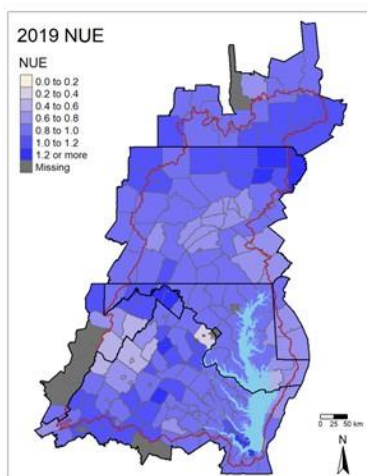 2019 NUE
NUE
0.0 to 0.2
0.2 to 0.4
0.4 to 0.6
0.6 to 0.8
0.8 to 1.0
1.0 to 1.2
1.2 or more
Missing
0 25 50 km
N